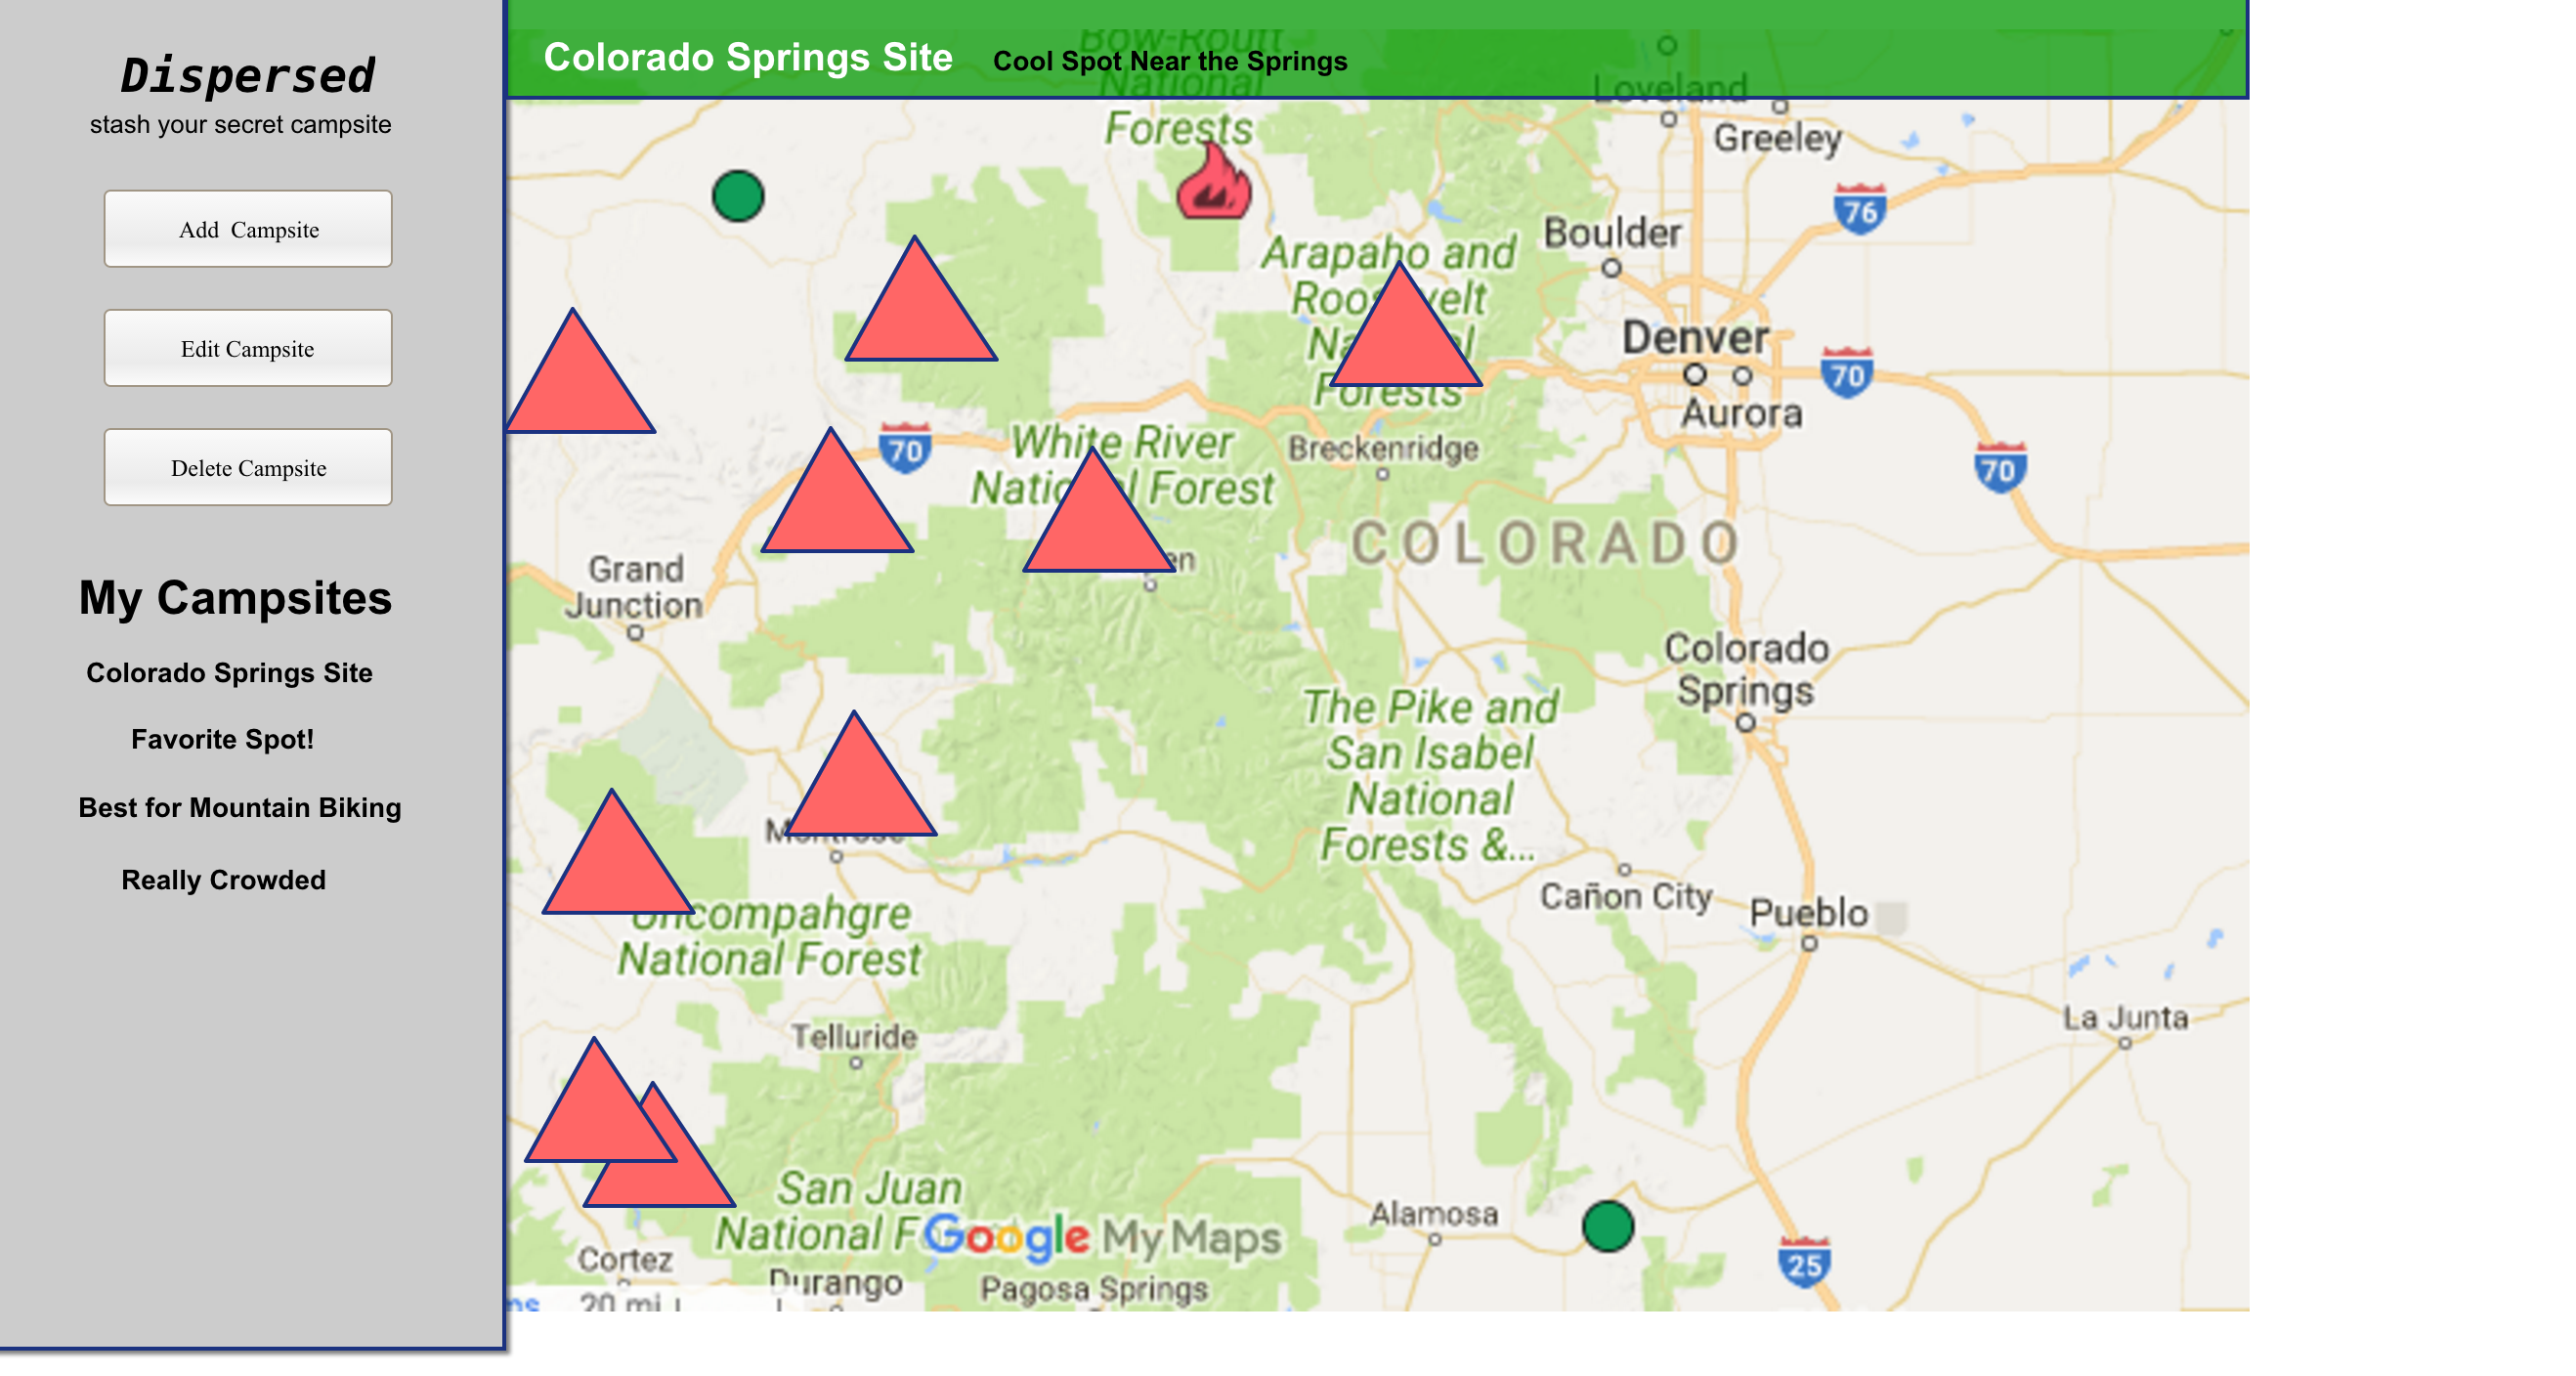 Dispersed
stash your secret campsite
Add Campsite
Edit Campsite
Delete Campsite
My Campsites
Colorado Springs Site
Favorite Spot!
Best for Mountain Biking
Really Crowded
Colorado Springs Site
Cool Spot Near the Springs
National
Forests
Loveland
Greeley
76
Boulder
Arapaho and
Roosevelt
National
Forests
Denver
70
Aurora
70
White River
National Forest
Breckenridge
70
COLORADO
Grand
Junction
Colorado
Springs
The Pike and
San Isabel
National
Forests &...
Montrose
Cañon City
Pueblo
Uncompahgre
National Forest
La Junta
Telluride
San Juan
National F
Google My Maps
Alamosa
25
Cortez
Durango
Pagosa Springs
20 mi